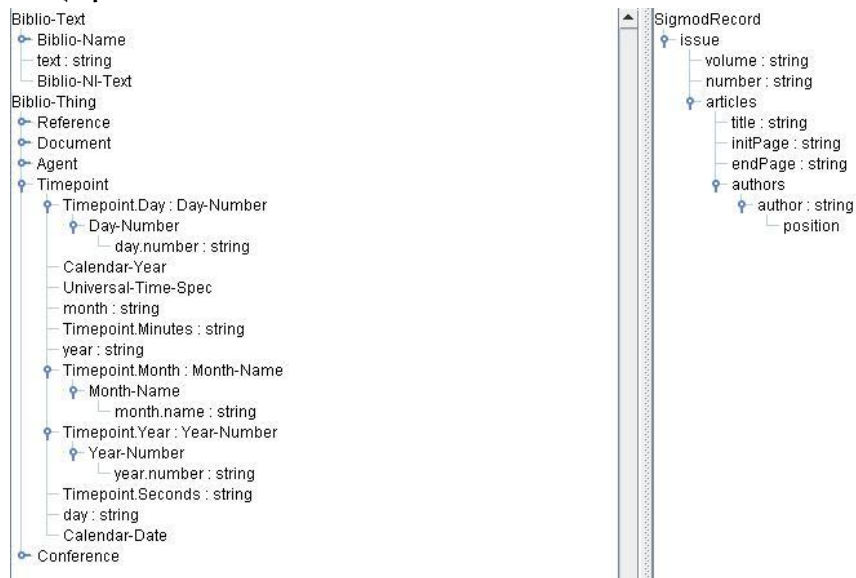 Biblio-Text
Biblio-Name
text : string
Biblio-Nl-Text
Biblio-Thing
Reference
Document
Agent
Timepoint
Timepoint.Day : Day-Number
Day-Number
day.number : string
Calendar-Year
Universal-Time-Spec
month : string
Timepoint.Minutes : string
year : string
Timepoint.Month : Month-Name
Month-Name
month.name : string
Timepoint.Year : Year-Number
Year-Number
year.number : string
Timepoint.Seconds : string
day : string
Calendar-Date
Conference
SigmodRecord
issue
volume : string
number : string
articles
title : string
initPage : string
endPage : string
authors
author : string
position